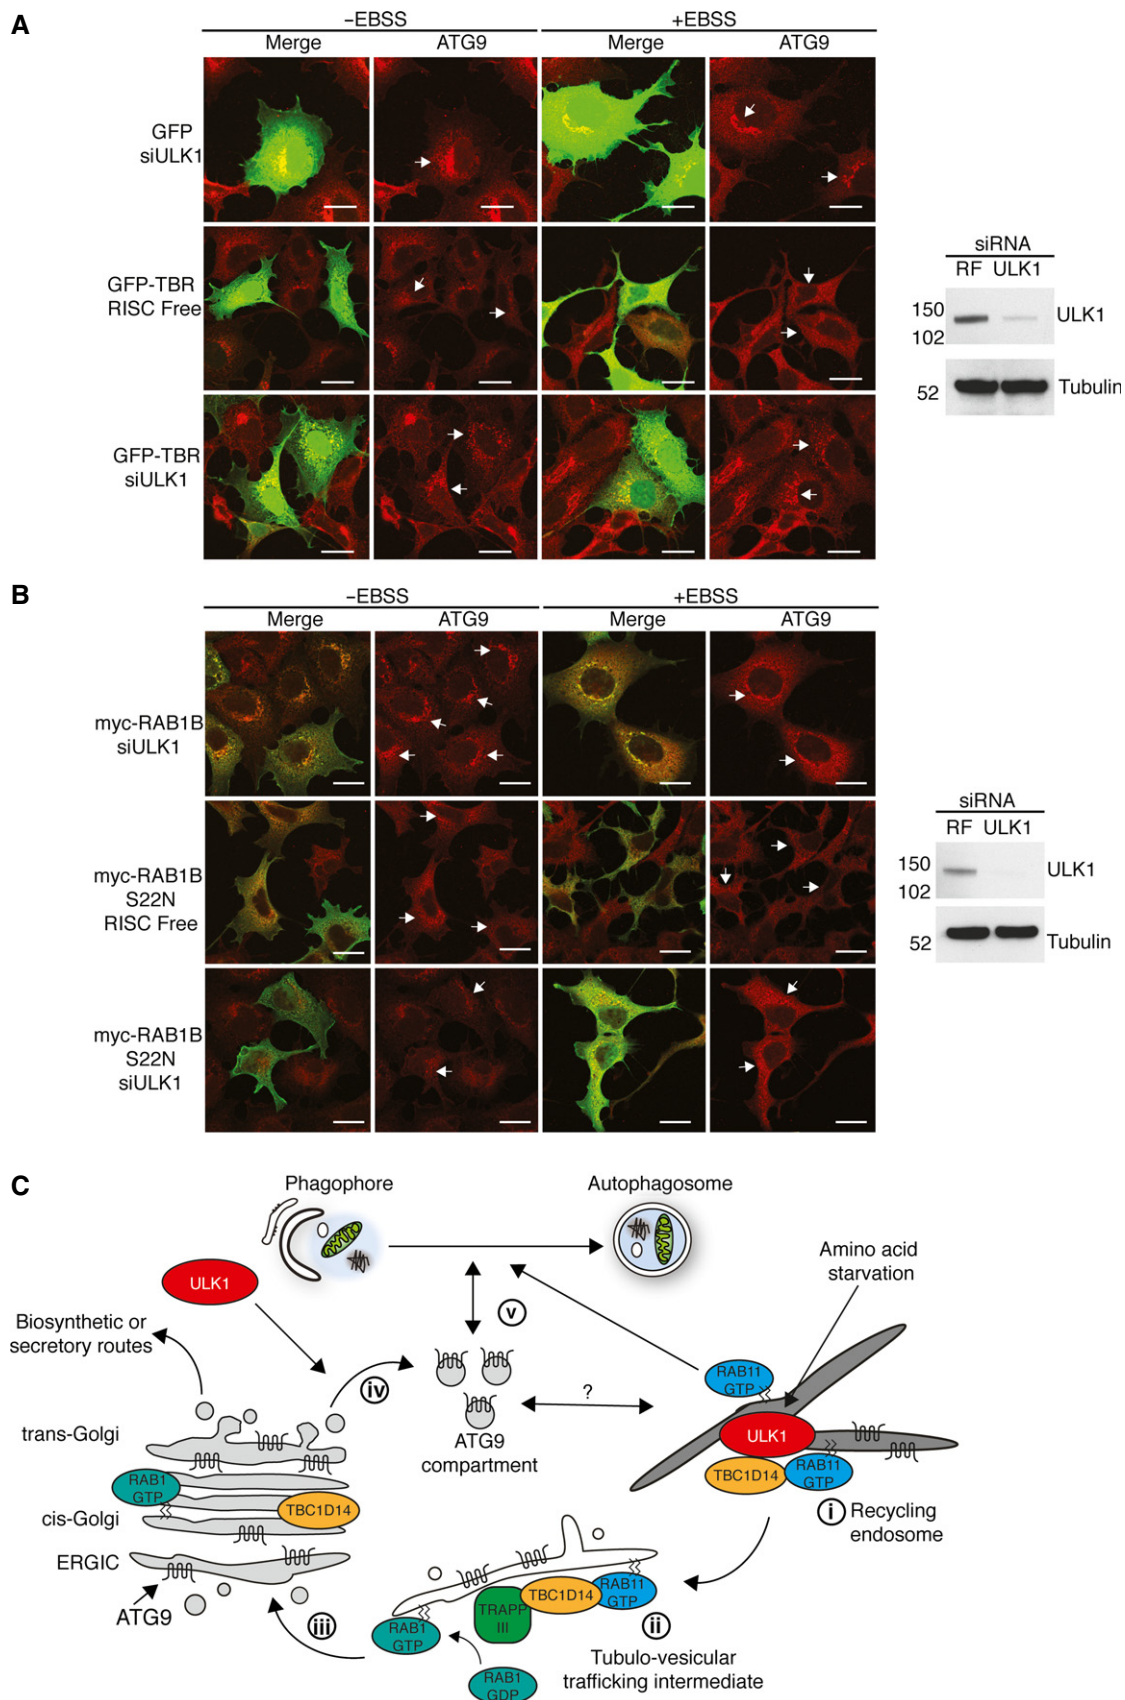 A
–EBSS
+EBSS
Merge
ATG9
Merge
ATG9
GFP
siULK1
GFP-TBR
RISC Free
GFP-TBR
siULK1
siRNA
RF ULK1
150
102
ULK1
52
Tubulin
B
–EBSS
+EBSS
Merge
ATG9
Merge
ATG9
myc-RAB1B
siULK1
myc-RAB1B
S22N
RISC Free
myc-RAB1B
S22N
siULK1
siRNA
RF ULK1
150
102
ULK1
52
Tubulin
C
Phagophore
Autophagosome
Amino acid
starvation
ULK1
Biosynthetic or
secretory routes
v
iv
?
RAB11
GTP
ULK1
TBC1D14
RAB11
GTP
i
Recycling
endosome
ATG9
compartment
trans-Golgi
RAB1
GTP
TBC1D14
cis-Golgi
ERGIC
ATG9
iii
TRAPP
III
TBC1D14
RAB11
GTP
ii
RAB1
GTP
RAB1
GDP
Tubulo-vesicular
trafficking intermediate